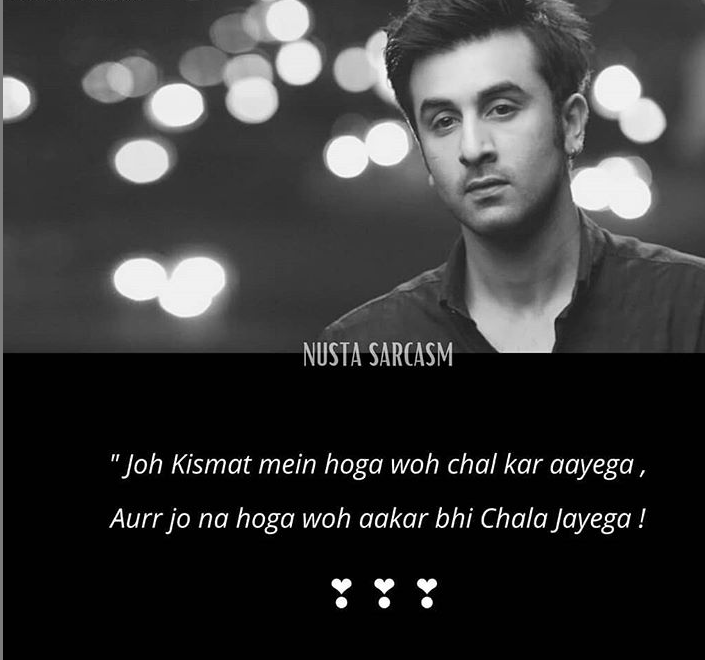 NUSTA SARCASM
" Joh Kismat mein hoga woh chal kar aayega ,
Aurr jo na hoga woh aakar bhi Chala Jayega !
❣ ❣ ❣